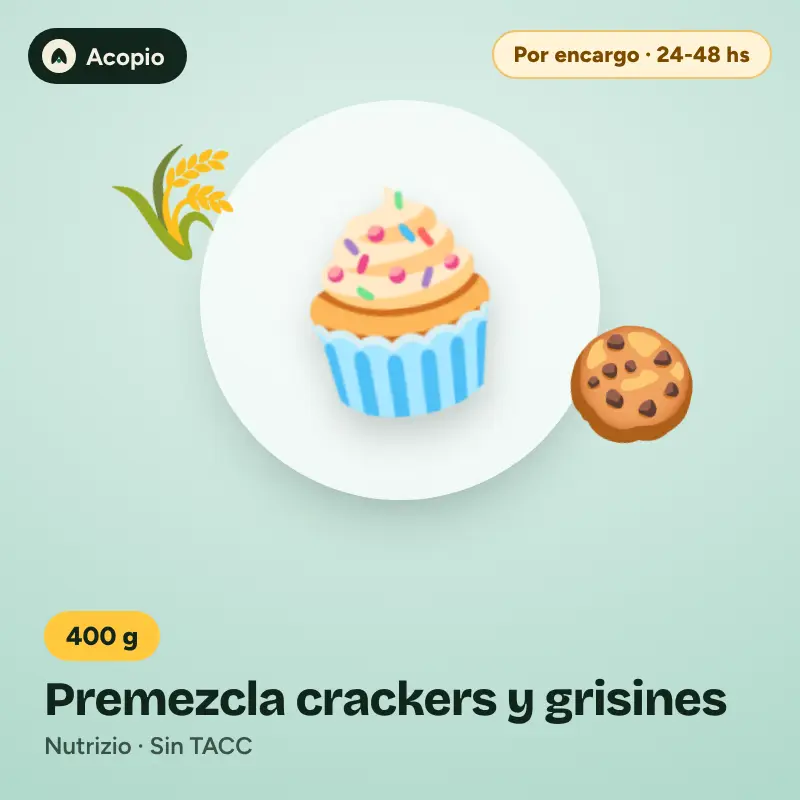 Acopio
Por encargo · 24-48 hs
400 g
Premezcla crackers y grisines
Nutrizio · Sin TACC